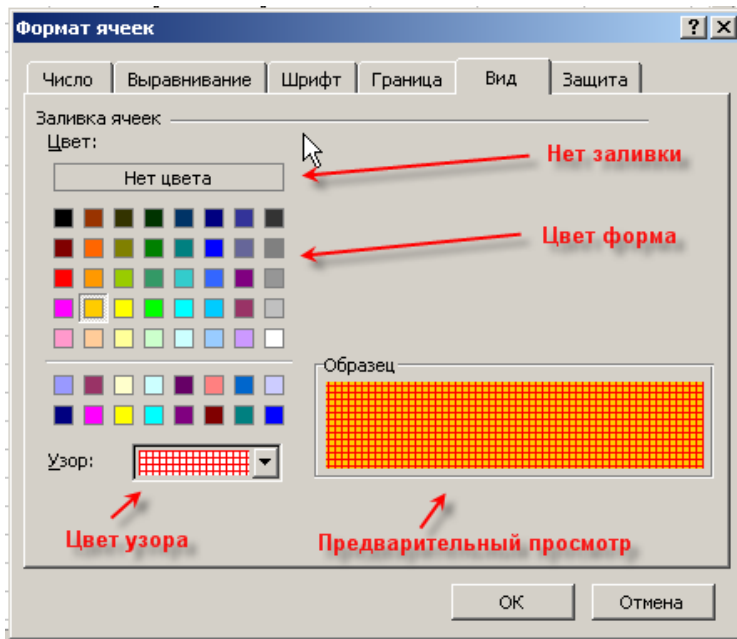 Формат ячеек
Число Выравнивание Шрифт Граница Вид Защита
Заливка ячеек
Цвет:
Нет цвета
Нет заливки
Цвет форма
Образец
Узор:
Цвет узора
Предварительный просмотр
ОК Отмена